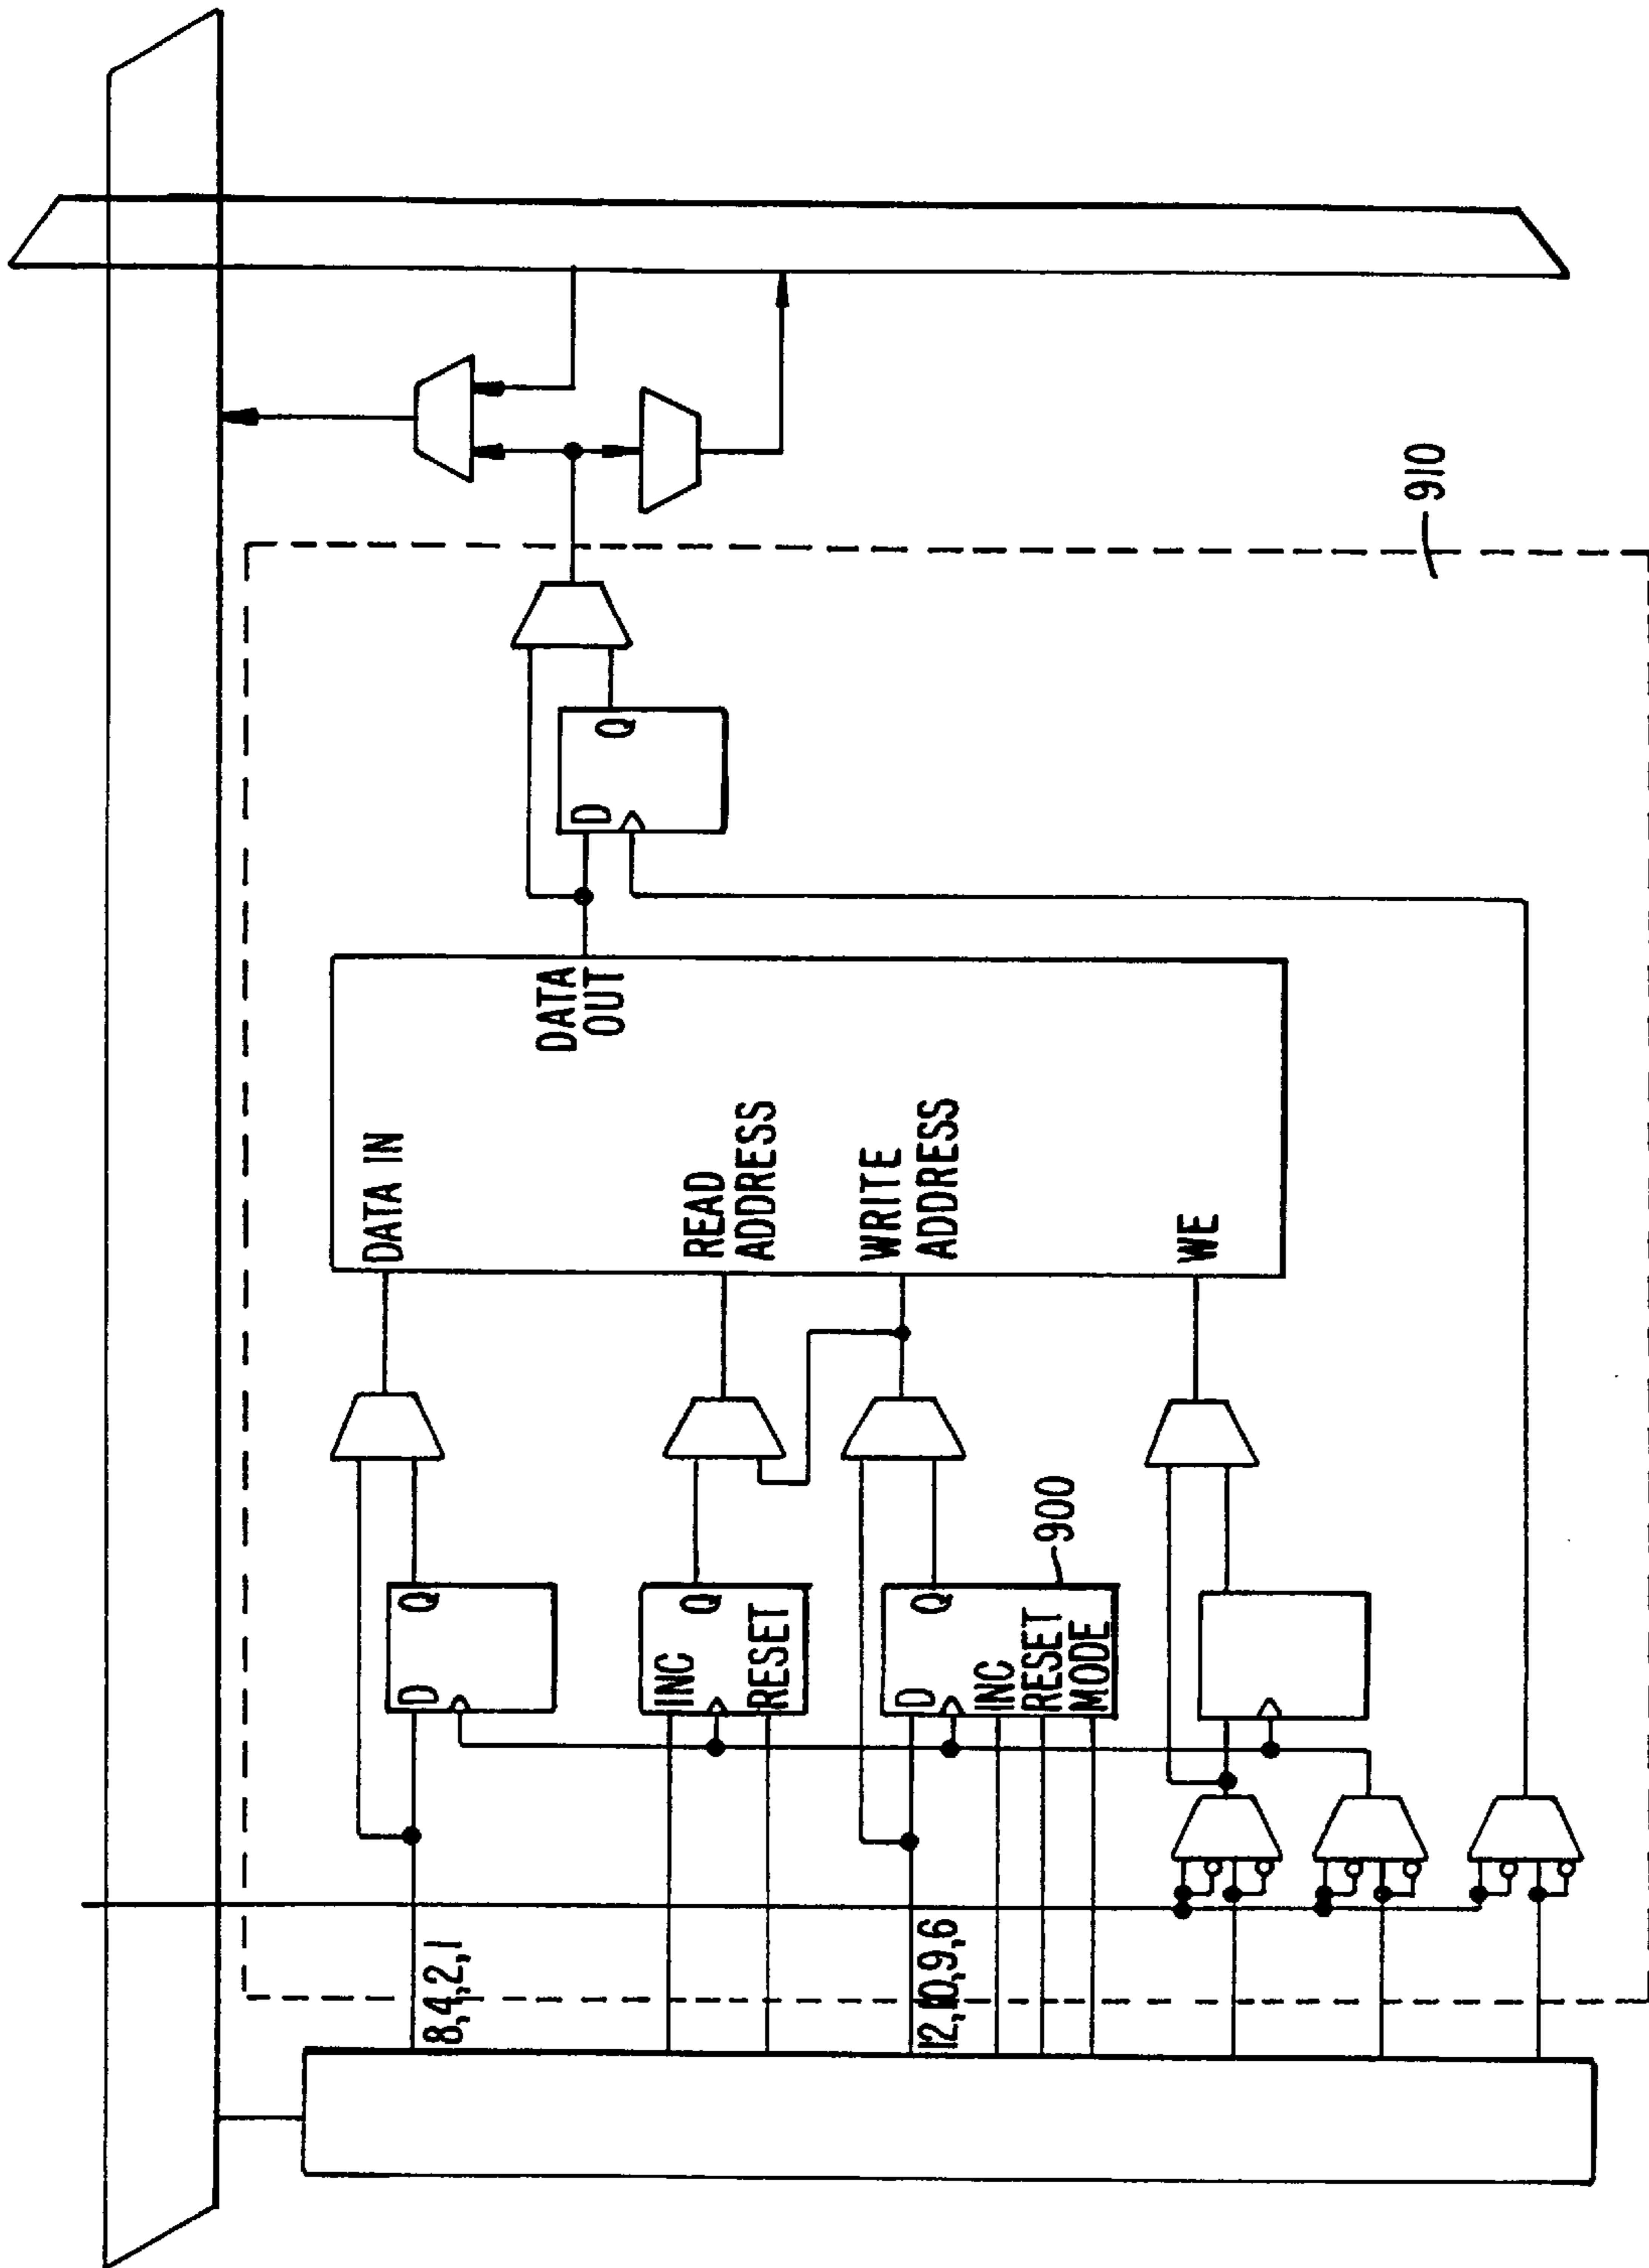 910
Q
D
DATA
OUT
DATA IN
READ
ADDRESS
WRITE
ADDRESS
WE
Q
D
Q
INC
RESET
900
Q
D
INC
RESET
MODE
8,4,2,1
12,10,9,6